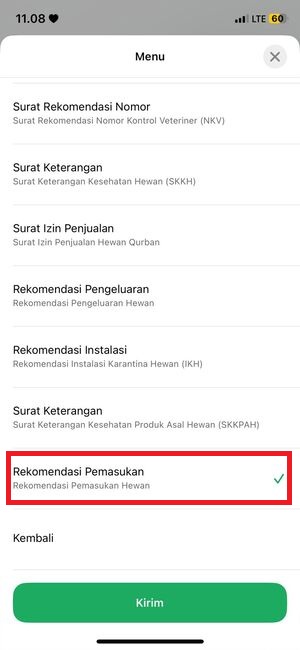 11.08
LTE 60
Menu
Surat Rekomendasi Nomor
Surat Rekomendasi Nomor Kontrol Veteriner (NKV)
Surat Keterangan
Surat Keterangan Kesehatan Hewan (SKKH)
Surat Izin Penjualan
Surat Izin Penjualan Hewan Qurban
Rekomendasi Pengeluaran
Rekomendasi Pengeluaran Hewan
Rekomendasi Instalasi
Rekomendasi Instalasi Karantina Hewan (IKH)
Surat Keterangan
Surat Keterangan Kesehatan Produk Asal Hewan (SKKPAH)
Rekomendasi Pemasukan
Rekomendasi Pemasukan Hewan
Kembali
Kirim